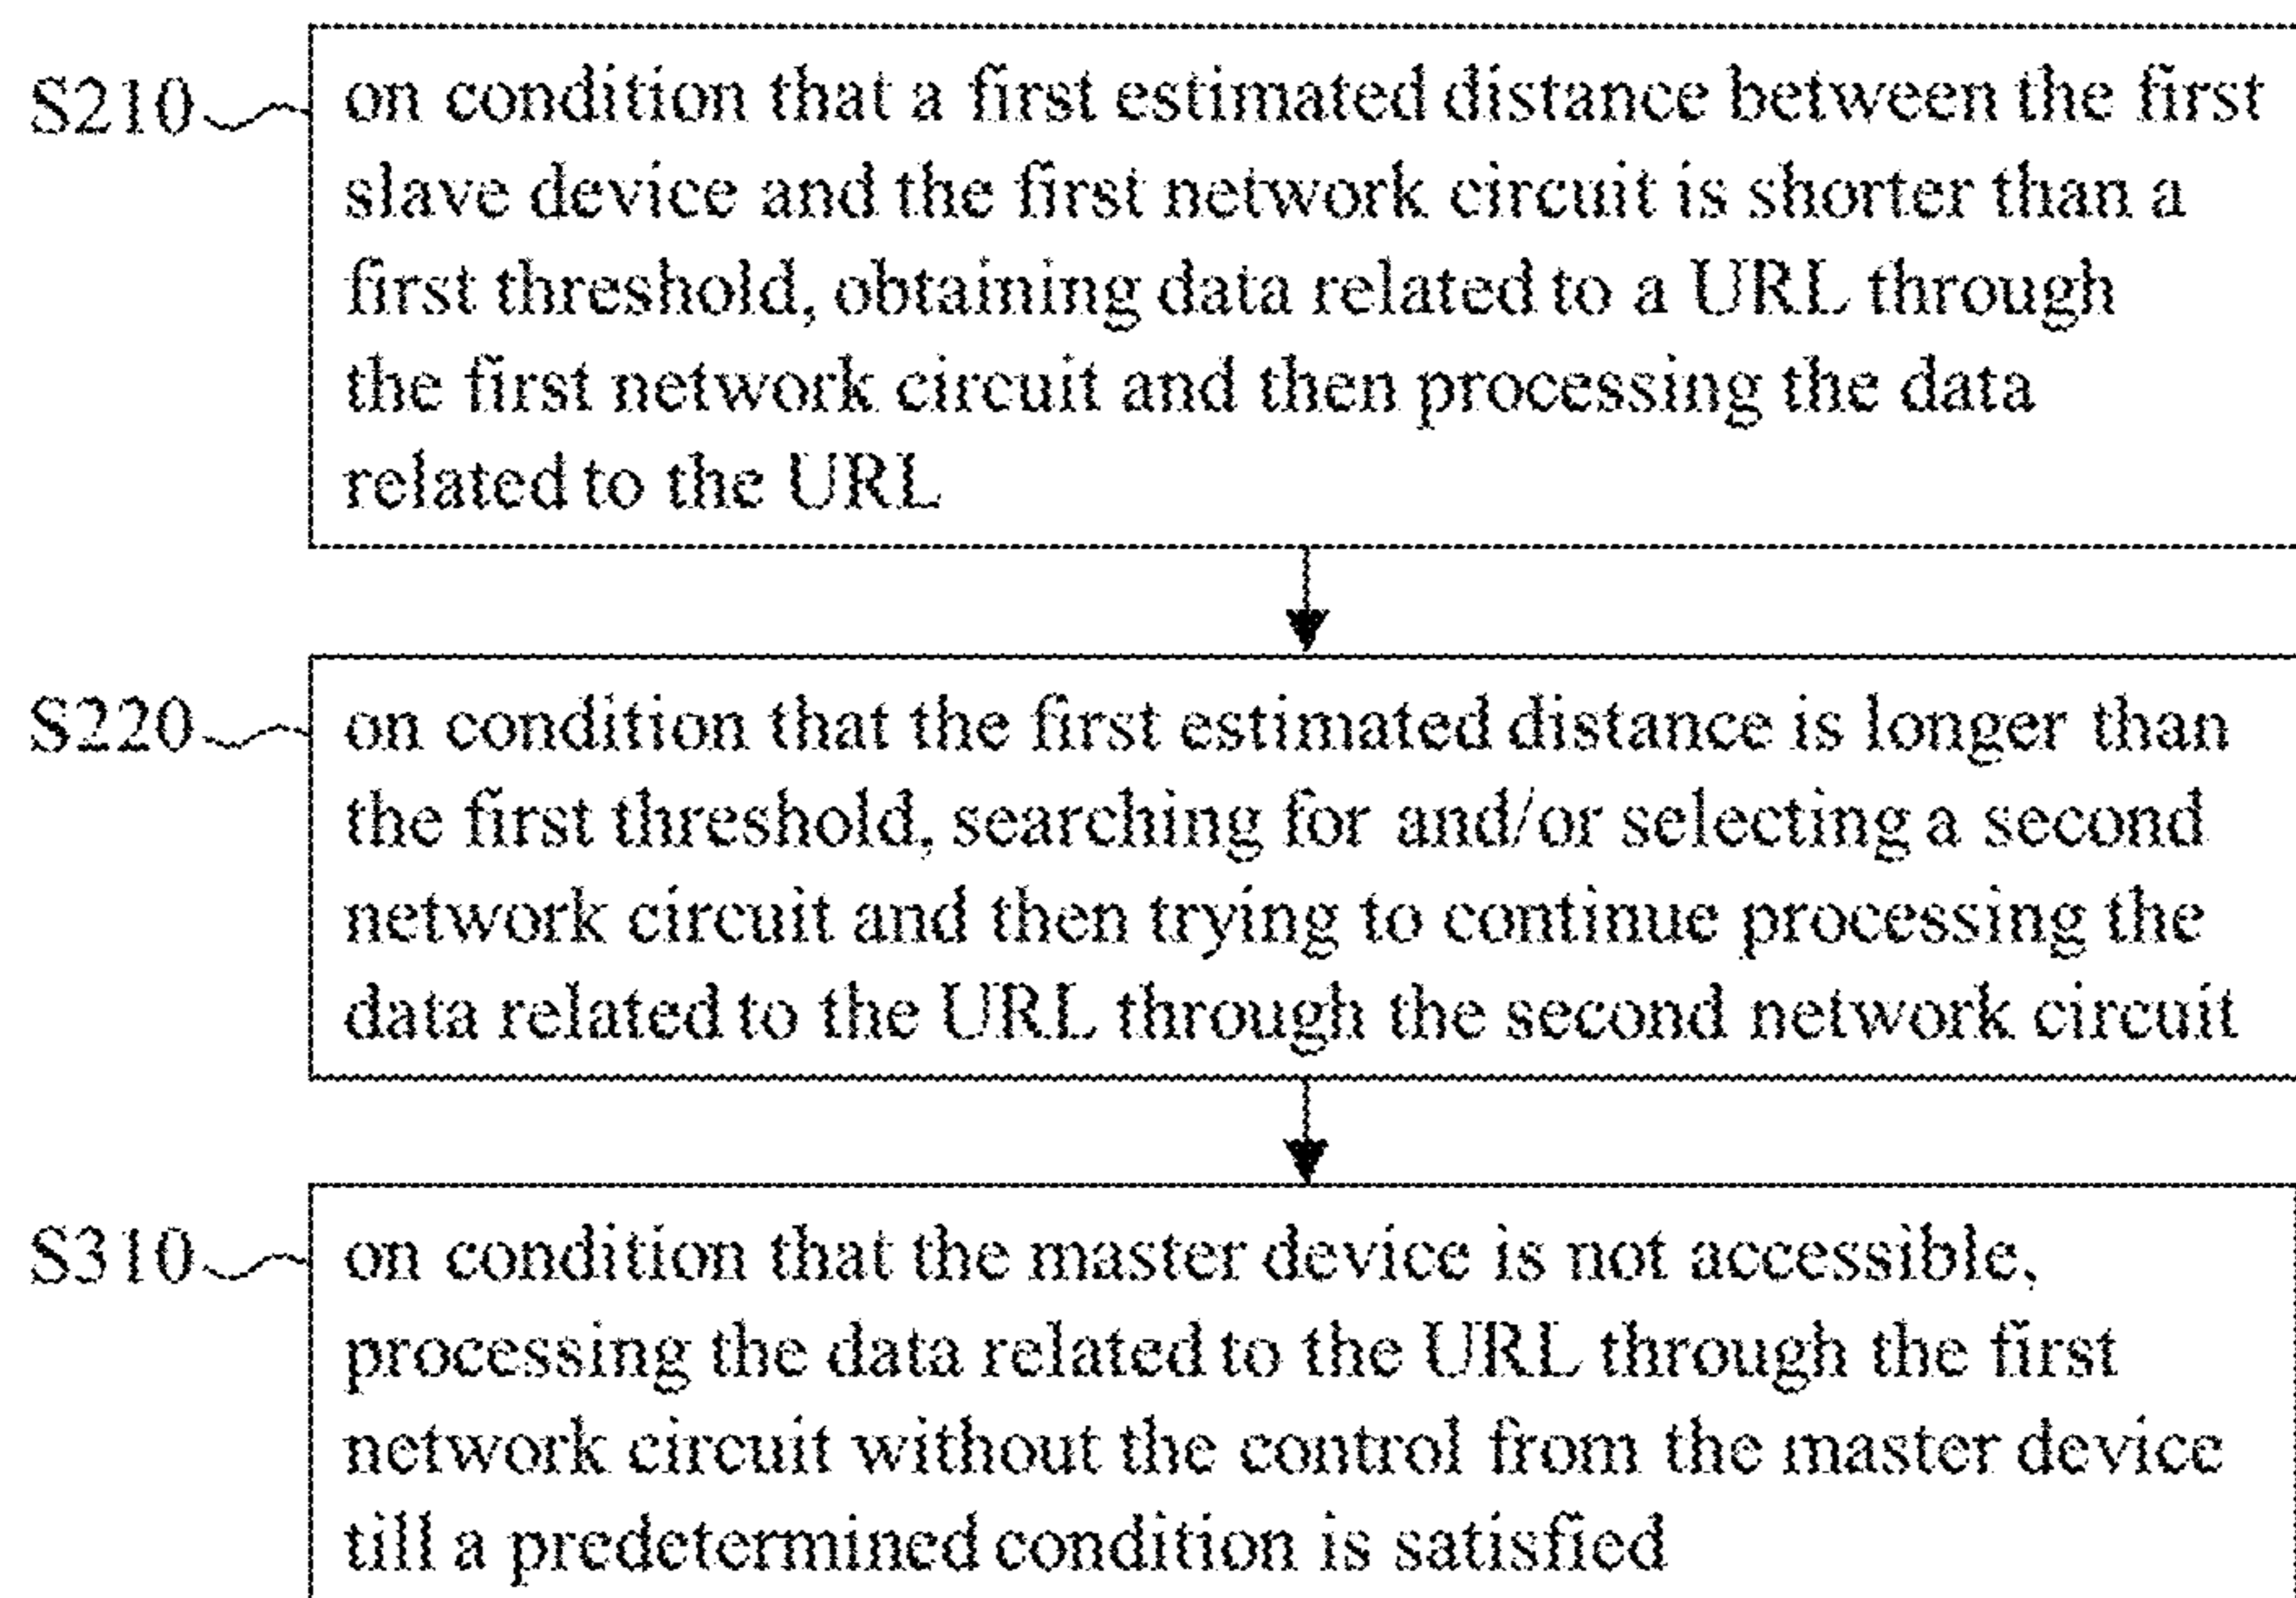 S210
on condition that a first estimated distance between the first
slave device and the first network circuit is shorter than a
first threshold, obtaining data related to a URL through
the first network circuit and then processing the data
related to the URL
S220
on condition that the first estimated distance is longer than
the first threshold, searching for and/or selecting a second
network circuit and then trying to continue processing the
data related to the URL through the second network circuit
S310
on condition that the master device is not accessible,
processing the data related to the URL through the first
network circuit without the control from the master device
till a predetermined condition is satisfied